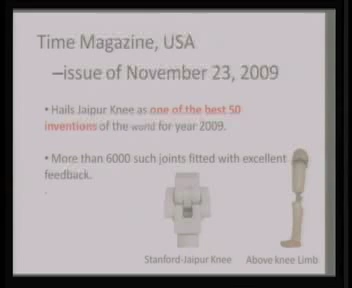 Time Magazine, USA
–issue of November 23, 2009
• Hails Jaipur Knee as one of the best 50
inventions of the world for year 2009.
• More than 6000 such joints fitted with excellent
feedback.
.
Stanford-Jaipur Knee Above knee Limb